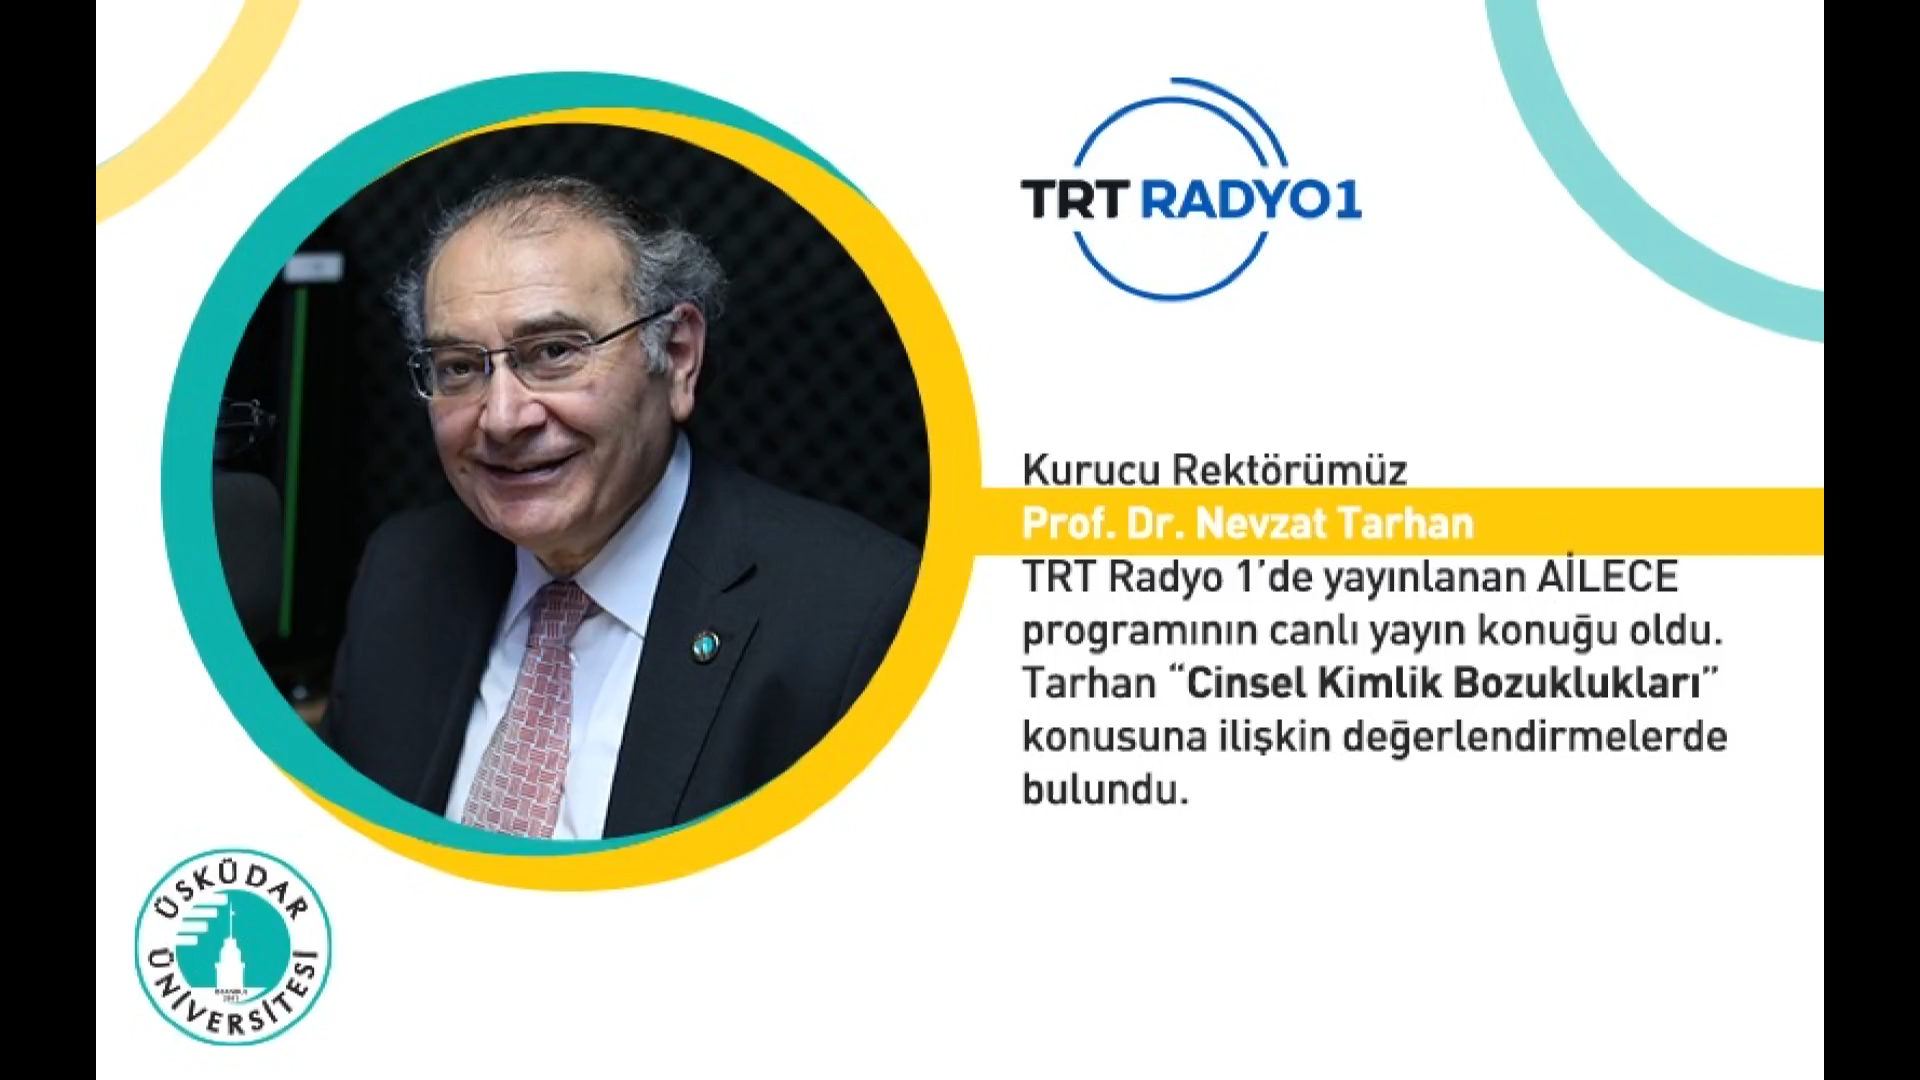 TRT RADYO1
Kurucu Rektörümüz
Prof. Dr. Nevzat Tarhan
TRT Radyo 1’de yayınlanan AİLECE
programının canlı yayın konuğu oldu.
Tarhan “Cinsel Kimlik Bozuklukları”
konusuna ilişkin değerlendirmelerde
bulundu.
ÜSKÜDAR
ÜNİVERSİTESİ